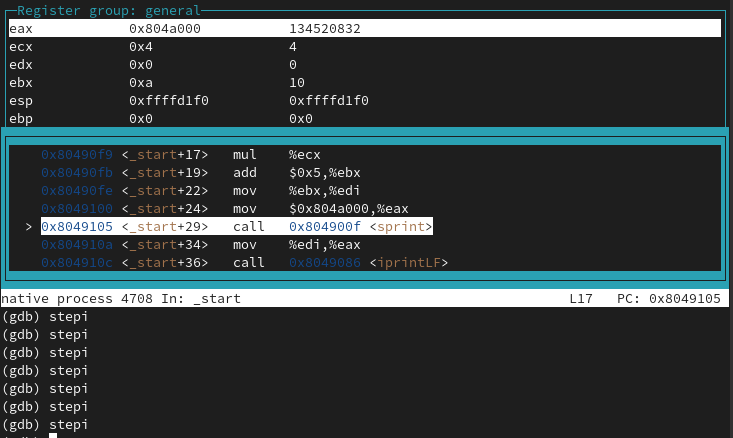 Register group: general
eax 0x804a000 134520832
ecx 0x4 4
edx 0x0 0
ebx 0xa 10
esp 0xffffd1f0 0xffffd1f0
ebp 0x0 0x0
0x80490f9 <_start+17> mul %ecx
0x80490fb <_start+19> add $0x5,%ebx
0x80490fe <_start+22> mov %ebx,%edi
0x8049100 <_start+24> mov $0x804a000,%eax
> 0x8049105 <_start+29> call 0x804900f <sprint>
0x804910a <_start+34> mov %edi,%eax
0x804910c <_start+36> call 0x8049086 <iprintLF>
native process 4708 In: _start L17 PC: 0x8049105
(gdb) stepi
(gdb) stepi
(gdb) stepi
(gdb) stepi
(gdb) stepi
(gdb) stepi
(gdb) stepi